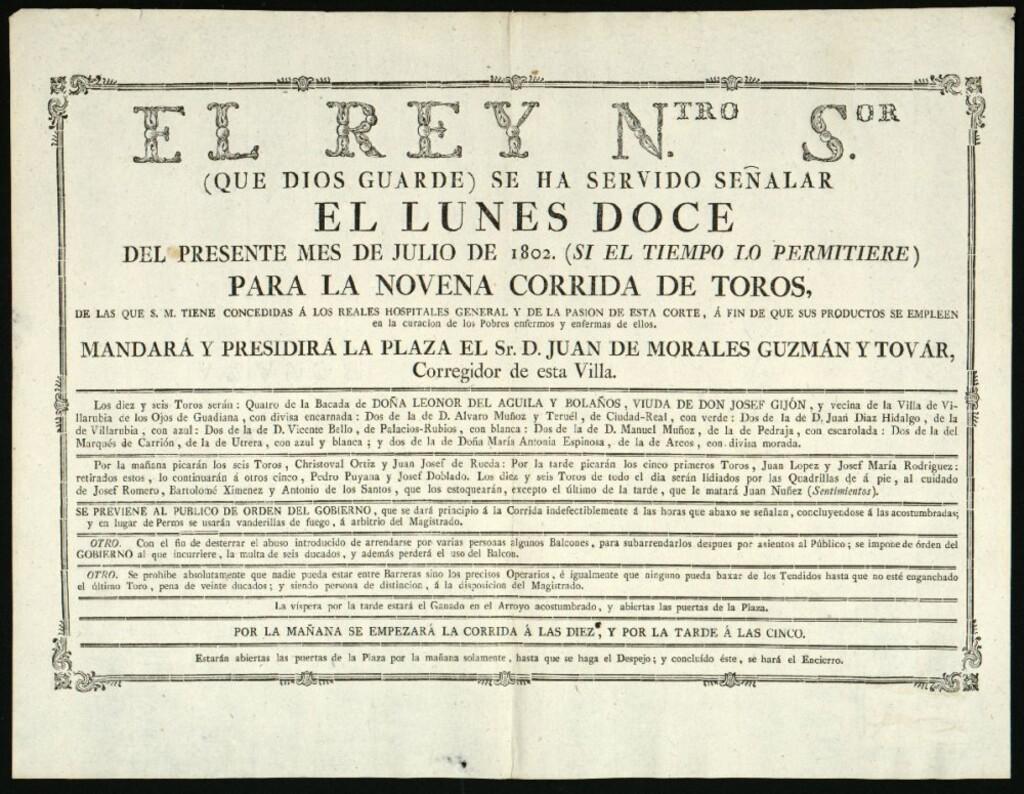 EL REY N.TRO S.OR
(QUE DIOS GUARDE) SE HA SERVIDO SEÑALAR
EL LUNES DOCE
DEL PRESENTE MES DE JULIO DE 1802. (SI EL TIEMPO LO PERMITIERE)
PARA LA NOVENA CORRIDA DE TOROS,
DE LAS QUE S. M. TIENE CONCEDIDAS Á LOS REALES HOSPITALES GENERAL Y DE LA PASION DE ESTA CORTE, Á FIN DE QUE SUS PRODUCTOS SE EMPLEEN
en la curacion de los Pobres enfermos y enfermas de ellos.
MANDARÁ Y PRESIDIRÁ LA PLAZA EL Sr. D. JUAN DE MORALES GUZMÁN Y TOVÁR,
Corregidor de esta Villa.
Los diez y seis Toros serán: Quatro de la Bacada de DOÑA LEONOR DEL AGUILA Y BOLAÑOS, VIUDA DE DON JOSEF GIJÓN, y vecina de la Villa de Vi-
llarubia de los Ojos de Guadiana, con divisa encarnada: Dos de la de D. Alvaro Muñoz y Teruél, de Ciudad-Real, con verde: Dos de la de D. Juan Diaz Hidalgo, de la
de Villarubia, con azul: Dos de la de D. Vicente Bello, de Palacios-Rubios, con blanca: Dos de la de D. Manuel Muñoz, de la de Pedraja, con escarolada: Dos de la del
Marqués de Carrión, de la de Utrera, con azul y blanca; y dos de la de Doña María Antonia Espinosa, de la de Arcos, con divisa morada.
Por la mañana picarán los seis Toros, Christoval Ortiz y Juan Josef de Rueda: Por la tarde picarán los cinco primeros Toros, Juan Lopez y Josef María Rodriguez:
retirados estos, lo continuarán á otros cinco, Pedro Puyana y Josef Doblado. Los diez y seis Toros de todo el dia serán lidiados por las Quadrillas de á pie, al cuidado
de Josef Romero, Bartolomé Ximenez y Antonio de los Santos, que los estoquearán, excepto el último de la tarde, que le matará Juan Nuñez (Sentimientos).
SE PREVIENE AL PUBLICO DE ORDEN DEL GOBIERNO, que se dará principio á la Corrida indefectiblemente á las horas que abaxo se señalan, concluyendose á las acostumbradas;
y en lugar de Perros se usarán vanderillas de fuego, á arbitrio del Magistrado.
OTRO. Con el fin de desterrar el abuso introducido de arrendarse por varias personas algunos Balcones, para subarrendarlos despues por asientos al Público; se impone de órden del
GOBIERNO al que incurriere, la multa de seis ducados, y además perderá el uso del Balcon.
OTRO. Se prohibe absolutamente que nadie pueda estar entre Barreras sino los precisos Operarios, é igualmente que ninguno pueda baxar de los Tendidos hasta que no esté enganchado
el último Toro, pena de veinte ducados; y siendo persona de distincion, á la disposicion del Magistrado.
La víspera por la tarde estará el Ganado en el Arroyo acostumbrado, y abiertas las puertas de la Plaza.
POR LA MAÑANA SE EMPEZARÁ LA CORRIDA Á LAS DIEZ, Y POR LA TARDE Á LAS CINCO.
Estarán abiertas las puertas de la Plaza por la mañana solamente, hasta que se haga el Despejo; y concluído éste, se hará el Encierro.